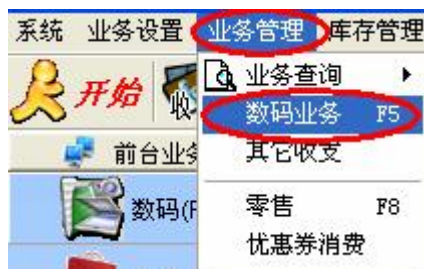 系统 业务设置 业务管理 库存管理
开始 收
业务查询
数码业务 F5
前台业务
其它收支
数码(F
零售 F8
优惠券消费